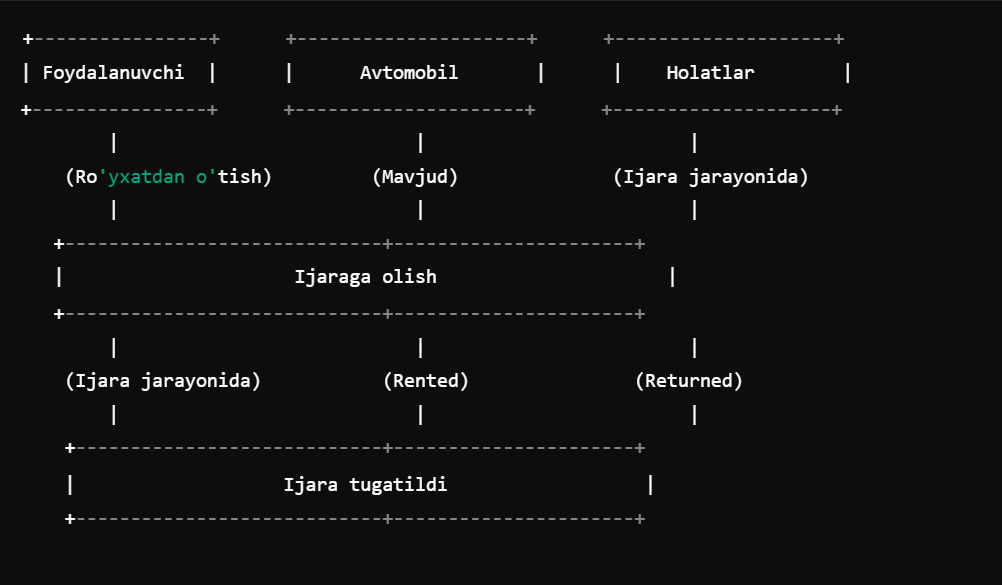 +----------------+ +---------------------+ +--------------------+
| Foydalanuvchi | | Avtomobil | | Holatlar |
+----------------+ +---------------------+ +--------------------+
| | |
(Ro'yxatdan o'tish) (Mavjud) (Ijara jarayonida)
| | |
+-----------------------------+----------------------+
| Ijaraga olish |
+-----------------------------+----------------------+
| | |
(Ijara jarayonida) (Rented) (Returned)
| | |
+----------------------------+----------------------+
| Ijara tugatildi |
+----------------------------+----------------------+